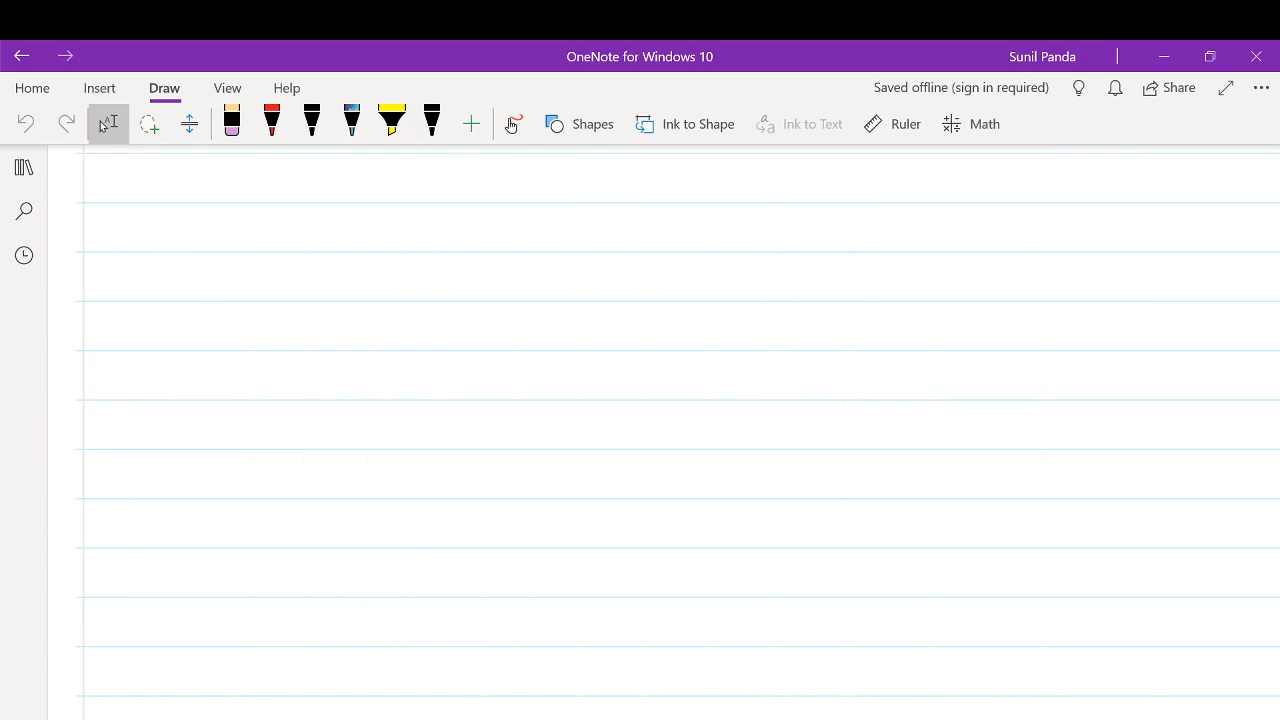 OneNote for Windows 10
Sunil Panda
Home Insert Draw View Help
Saved offline (sign in required)
Share
Shapes
Ink to Shape
Ink to Text
Ruler
Math